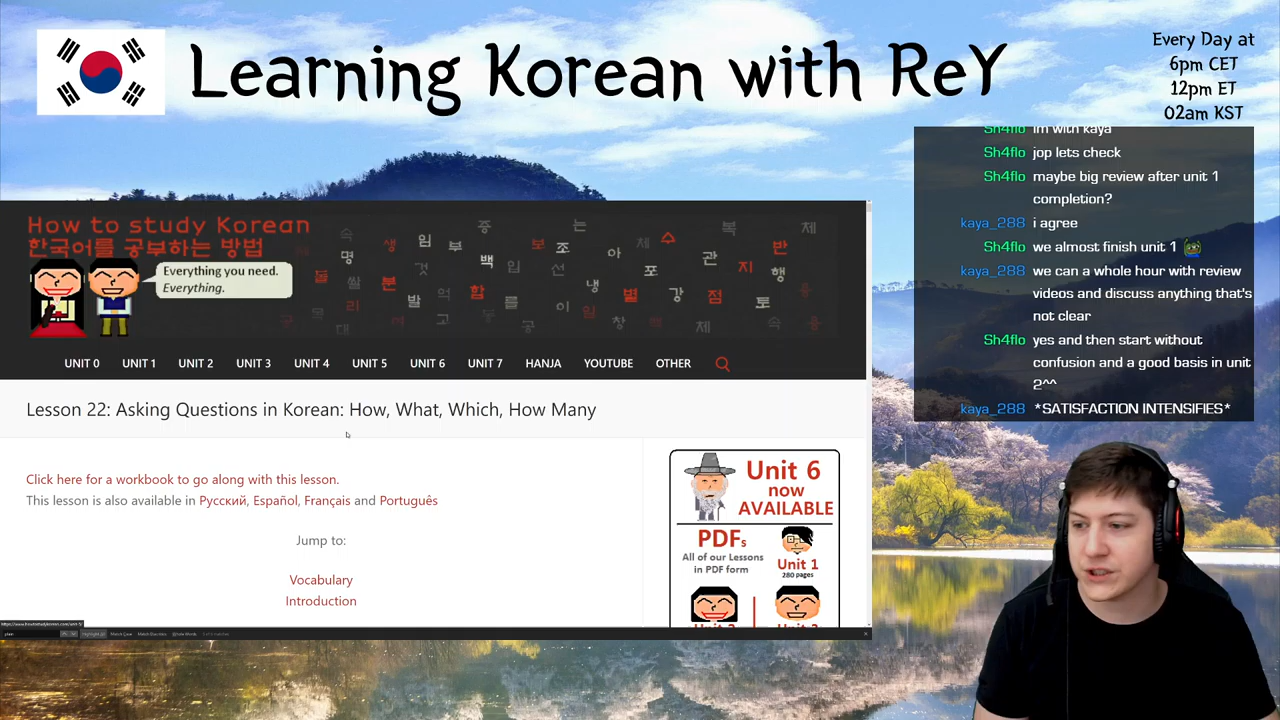 Learning Korean with ReY
Every Day at
6pm CET
12pm ET
02am KST
Sh4flo im with kaya
Sh4flo jop lets check
Sh4flo maybe big review after unit 1
completion?
kaya_288 i agree
Sh4flo we almost finish unit 1
kaya_288 we can a whole hour with review
videos and discuss anything that's
not clear
Sh4flo yes and then start without
confusion and a good basis in unit
2^^
kaya_288 *SATISFACTION INTENSIFIES*
How to study Korean
한국어를 공부하는 방법
Everything you need.
Everything.
UNIT 0 UNIT 1 UNIT 2 UNIT 3 UNIT 4 UNIT 5 UNIT 6 UNIT 7 HANJA YOUTUBE OTHER
Lesson 22: Asking Questions in Korean: How, What, Which, How Many
Click here for a workbook to go along with this lesson.
This lesson is also available in Русский, Español, Français and Português
Jump to:
Vocabulary
Introduction
Unit 6
now
AVAILABLE
PDFs
All of our Lessons
in PDF form
Unit 1
280 pages